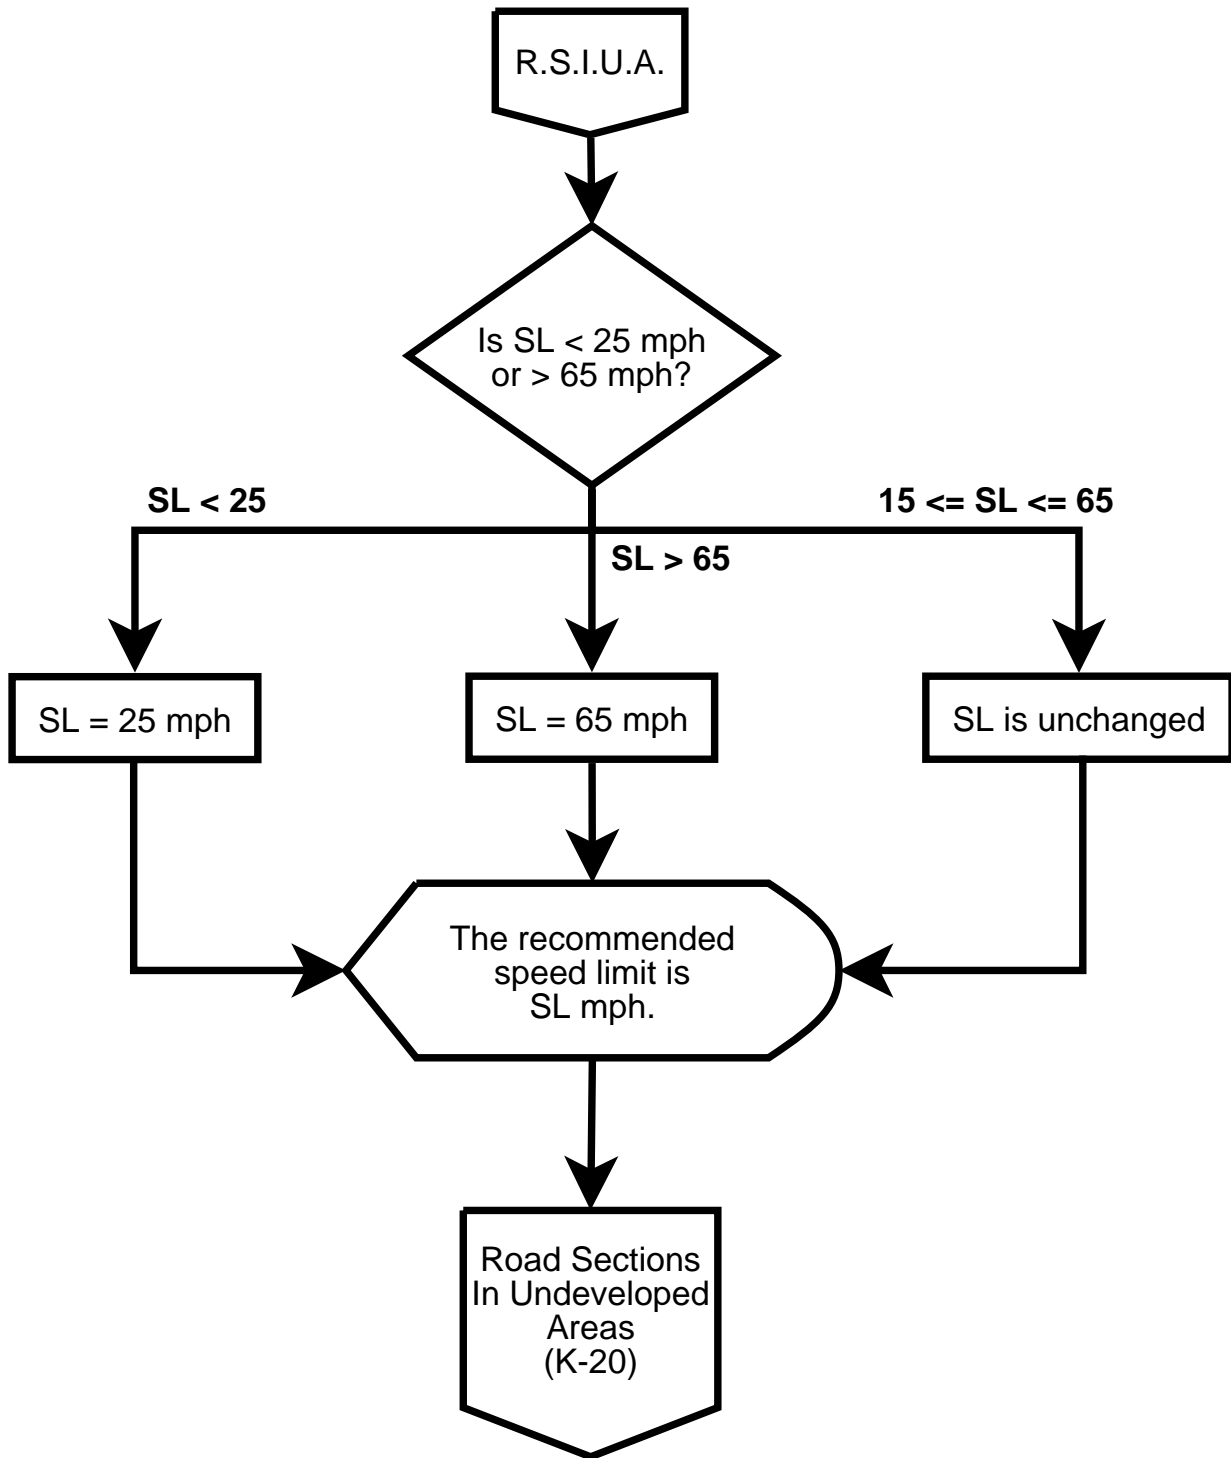 R.S.I.U.A.
Is SL < 25 mph
or > 65 mph?
SL < 25
15 <= SL <= 65
SL > 65
SL = 25 mph
SL = 65 mph
SL is unchanged
The recommended
speed limit is
SL mph.
Road Sections
In Undeveloped
Areas
(K-20)